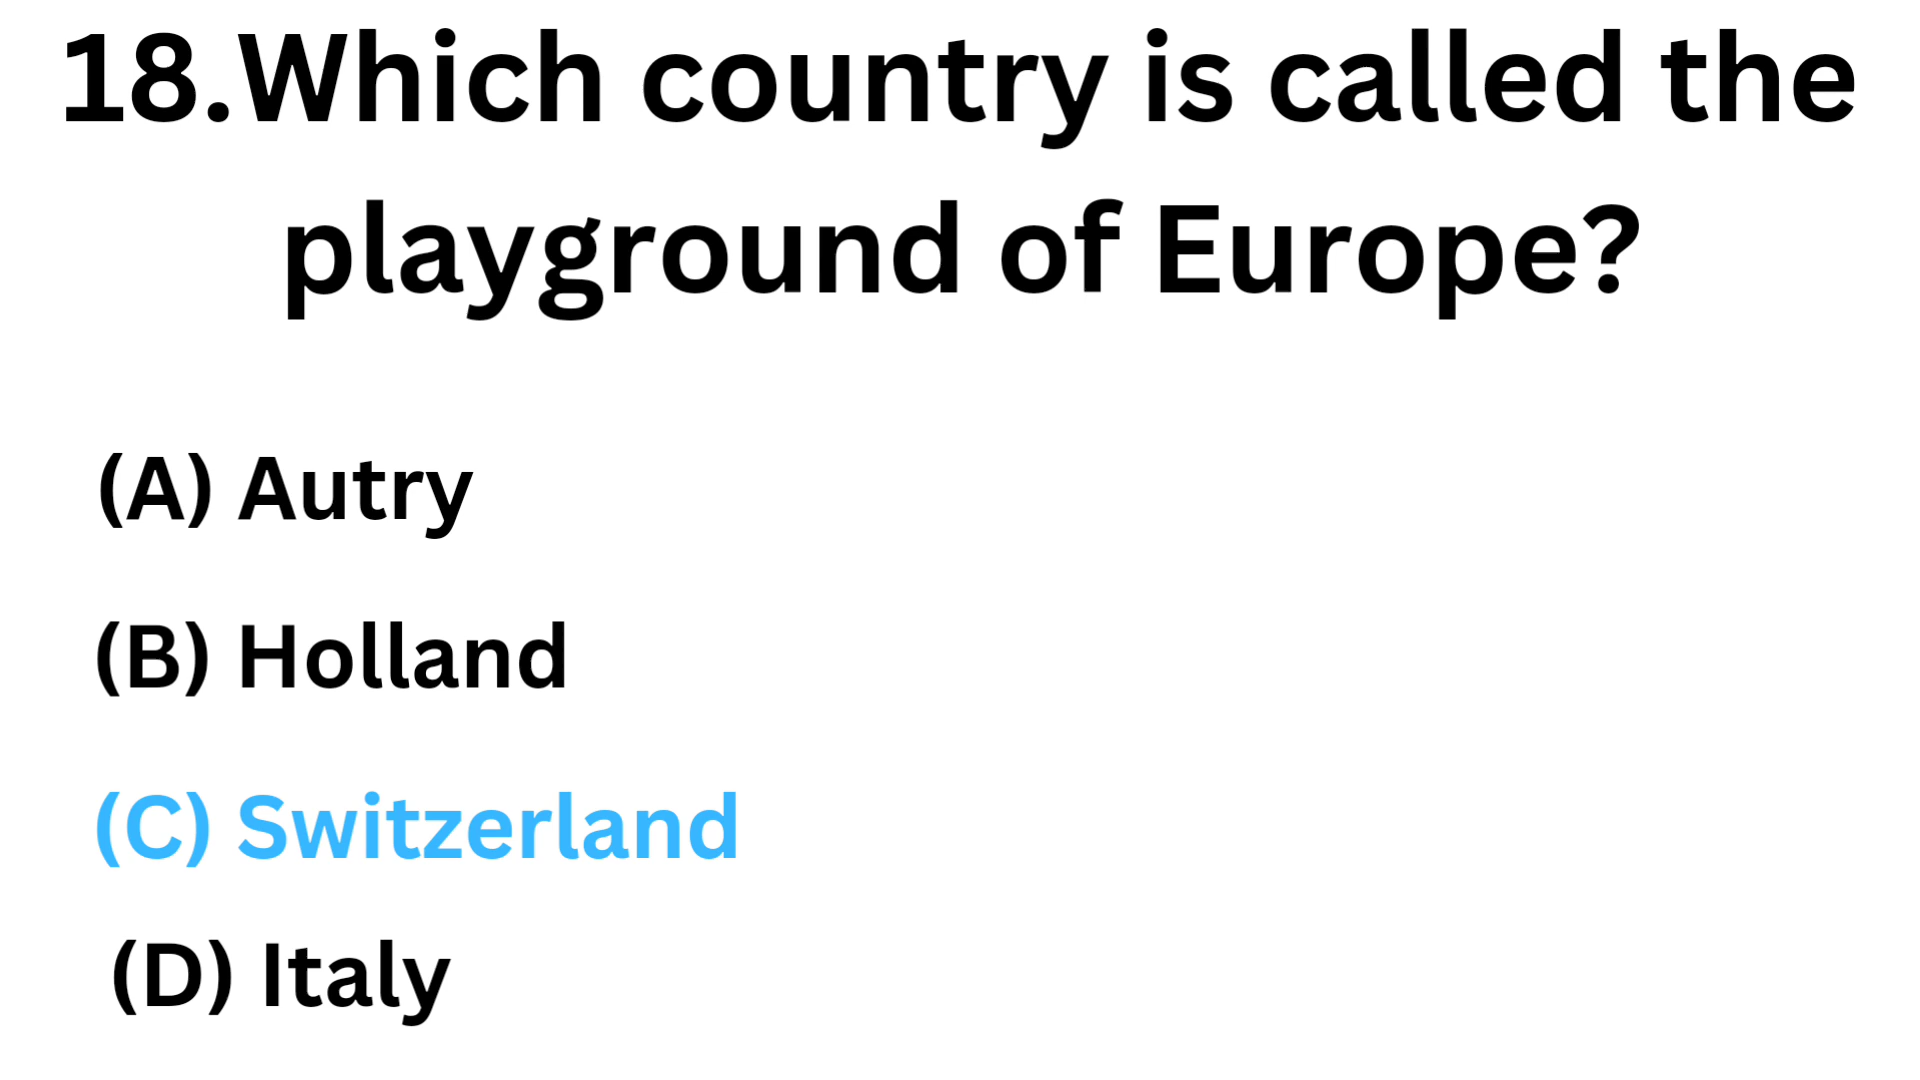 18.Which country is called the
playground of Europe?
(A) Autry
(B) Holland
(C) Switzerland
(D) Italy